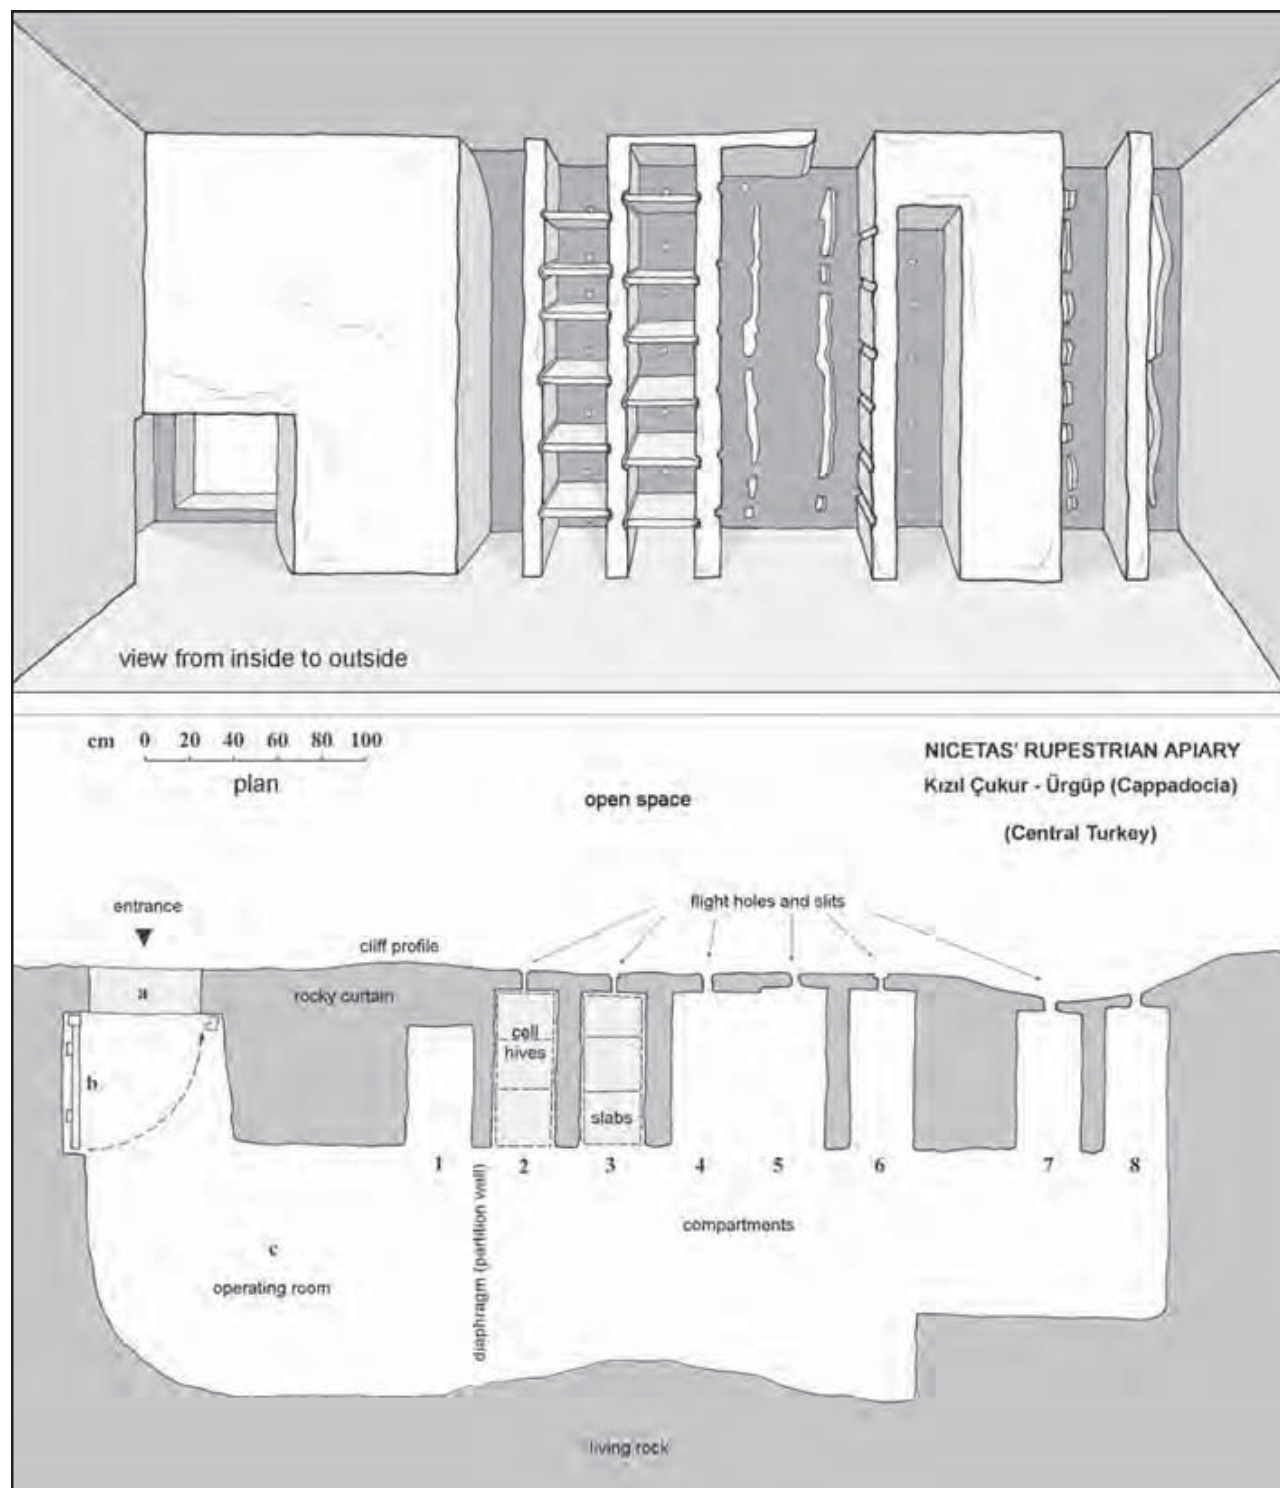 view from inside to outside
cm 0 20 40 60 80 100
plan
NICETAS' RUPESTRIAN APIARY
Kızıl Çukur - Ürgüp (Cappadocia)
(Central Turkey)
open space
entrance
flight holes and slits
cliff profile
a
rocky curtain
b
cell
hives
slabs
1 2 3 4 5 6 7 8
diaphragm (partition wall)
compartments
c
operating room
living rock